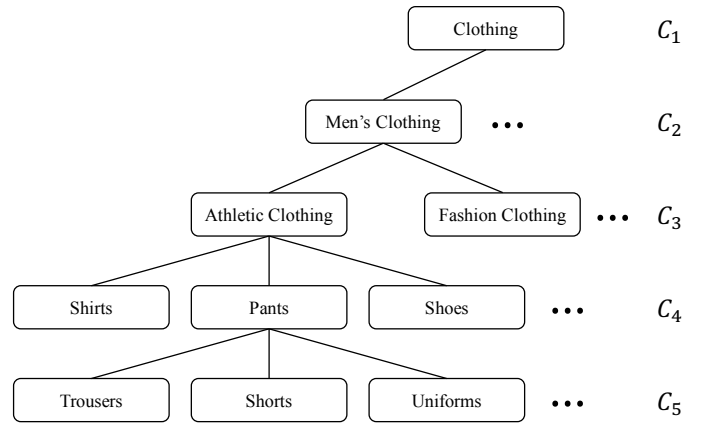 Clothing C₁
Men's Clothing ••• C₂
Athletic Clothing Fashion Clothing ••• C₃
Shirts Pants Shoes ••• C₄
Trousers Shorts Uniforms ••• C₅